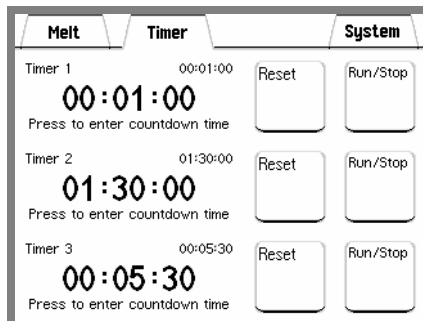 Melt Timer System
Timer 1 00:01:00 Reset Run/Stop
00:01:00
Press to enter countdown time
Timer 2 01:30:00 Reset Run/Stop
01:30:00
Press to enter countdown time
Timer 3 00:05:30 Reset Run/Stop
00:05:30
Press to enter countdown time